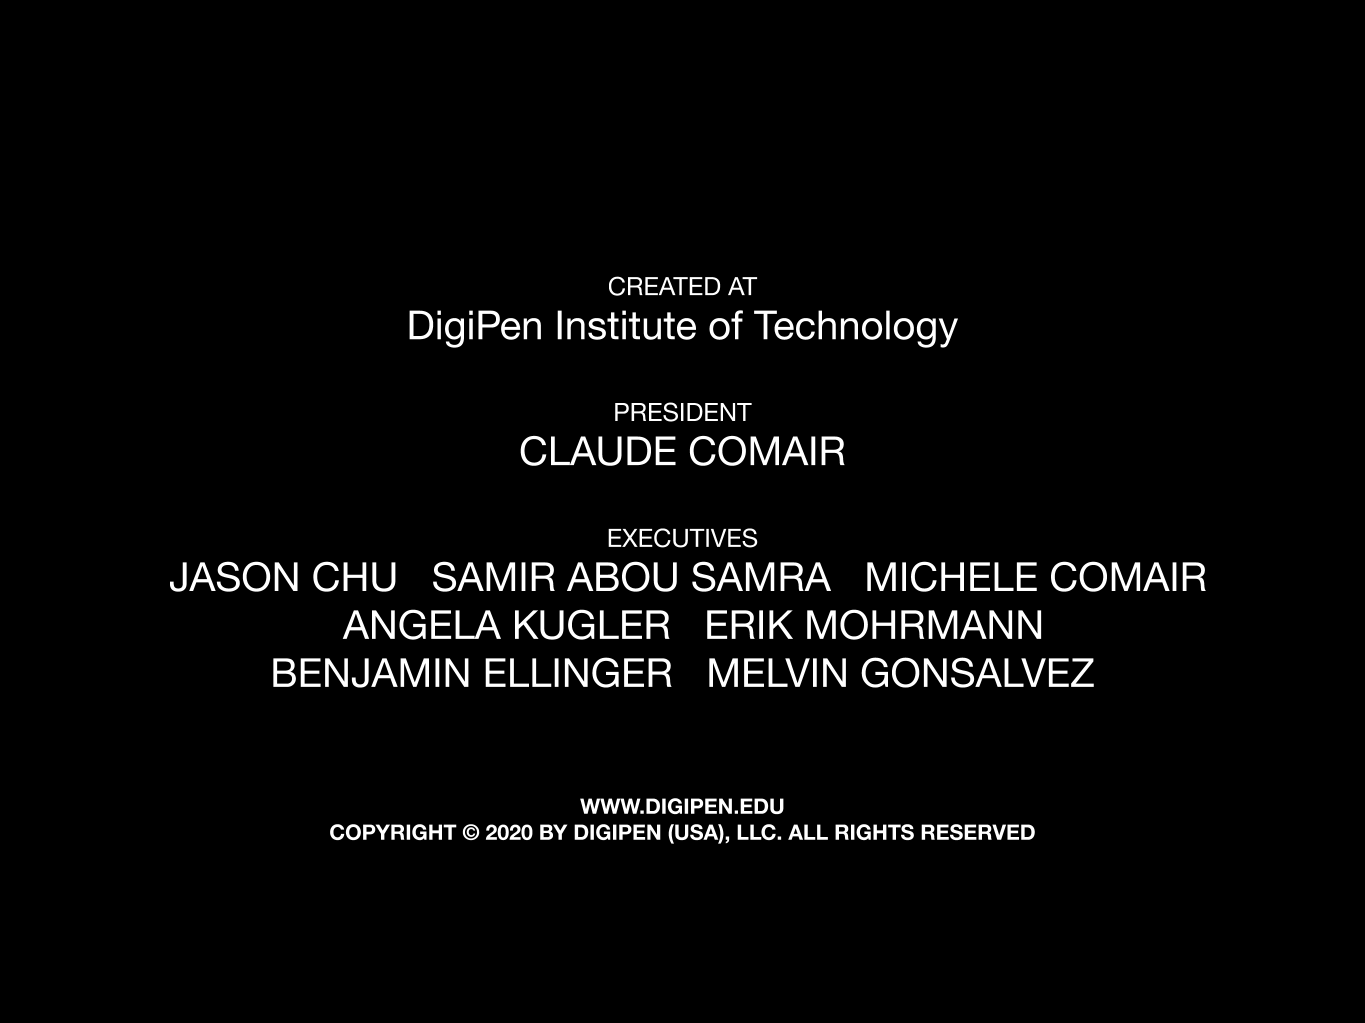 CREATED AT
DigiPen Institute of Technology
PRESIDENT
CLAUDE COMAIR
EXECUTIVES
JASON CHU SAMIR ABOU SAMRA MICHELE COMAIR
ANGELA KUGLER ERIK MOHRMANN
BENJAMIN ELLINGER MELVIN GONSALVEZ
WWW.DIGIPEN.EDU
COPYRIGHT © 2020 BY DIGIPEN (USA), LLC. ALL RIGHTS RESERVED